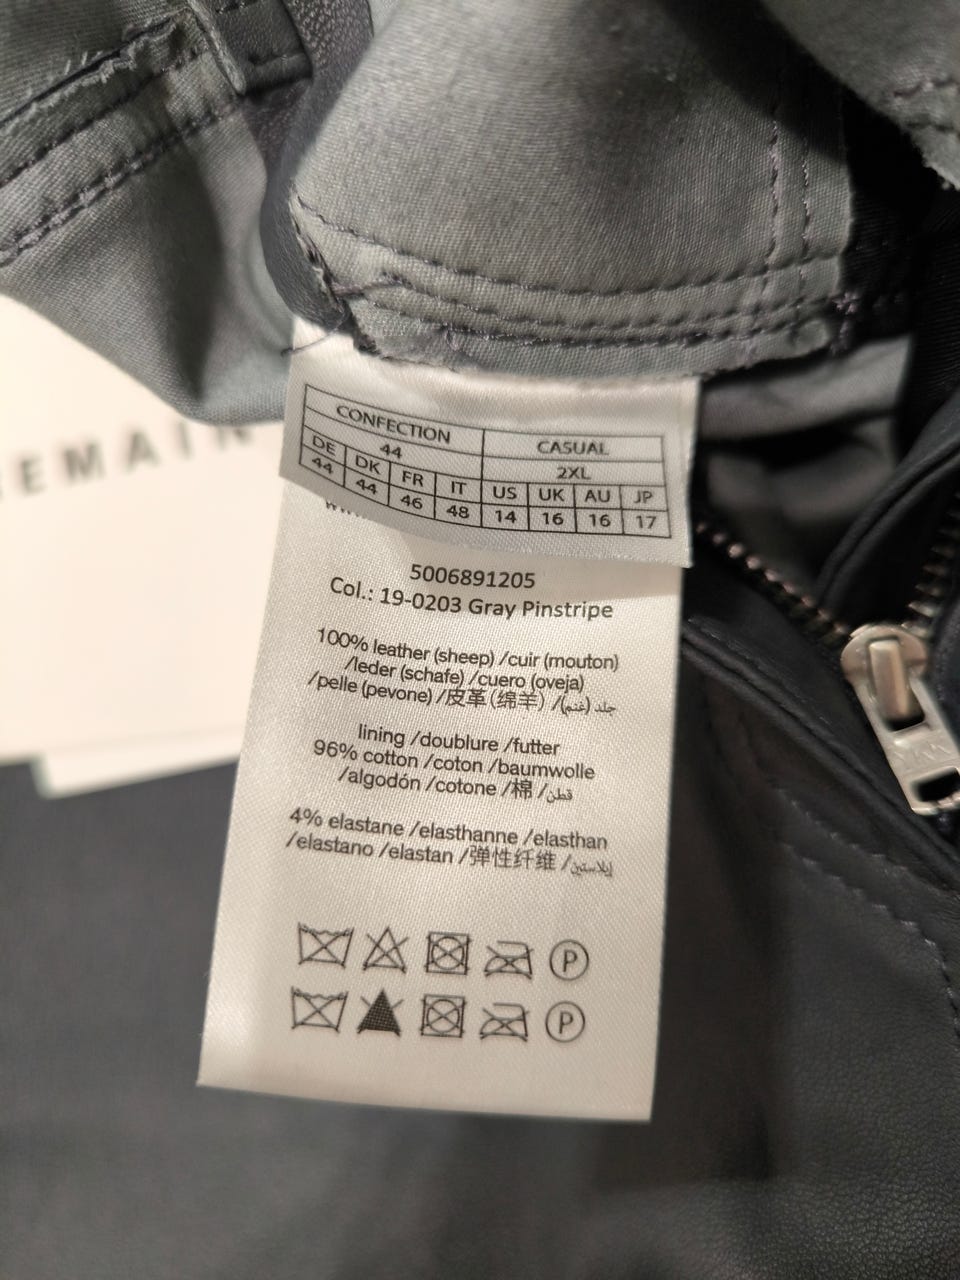 EMAIN
CONFECTION CASUAL
44 2XL
DE DK FR IT US UK AU JP
44 44 46 48 14 16 16 17
5006891205
Col.: 19-0203 Gray Pinstripe
100% leather (sheep) /cuir (mouton)
/leder (schafe) /cuero (oveja)
/pelle (pevone) /皮革(绵羊) /جلد (غنم)
lining /doublure /futter
96% cotton /coton /baumwolle
/algodón /cotone /棉 /قطن
4% elastane /elasthanne /elasthan
/elastano /elastan /弹性纤维 /إيلاستين
P
P